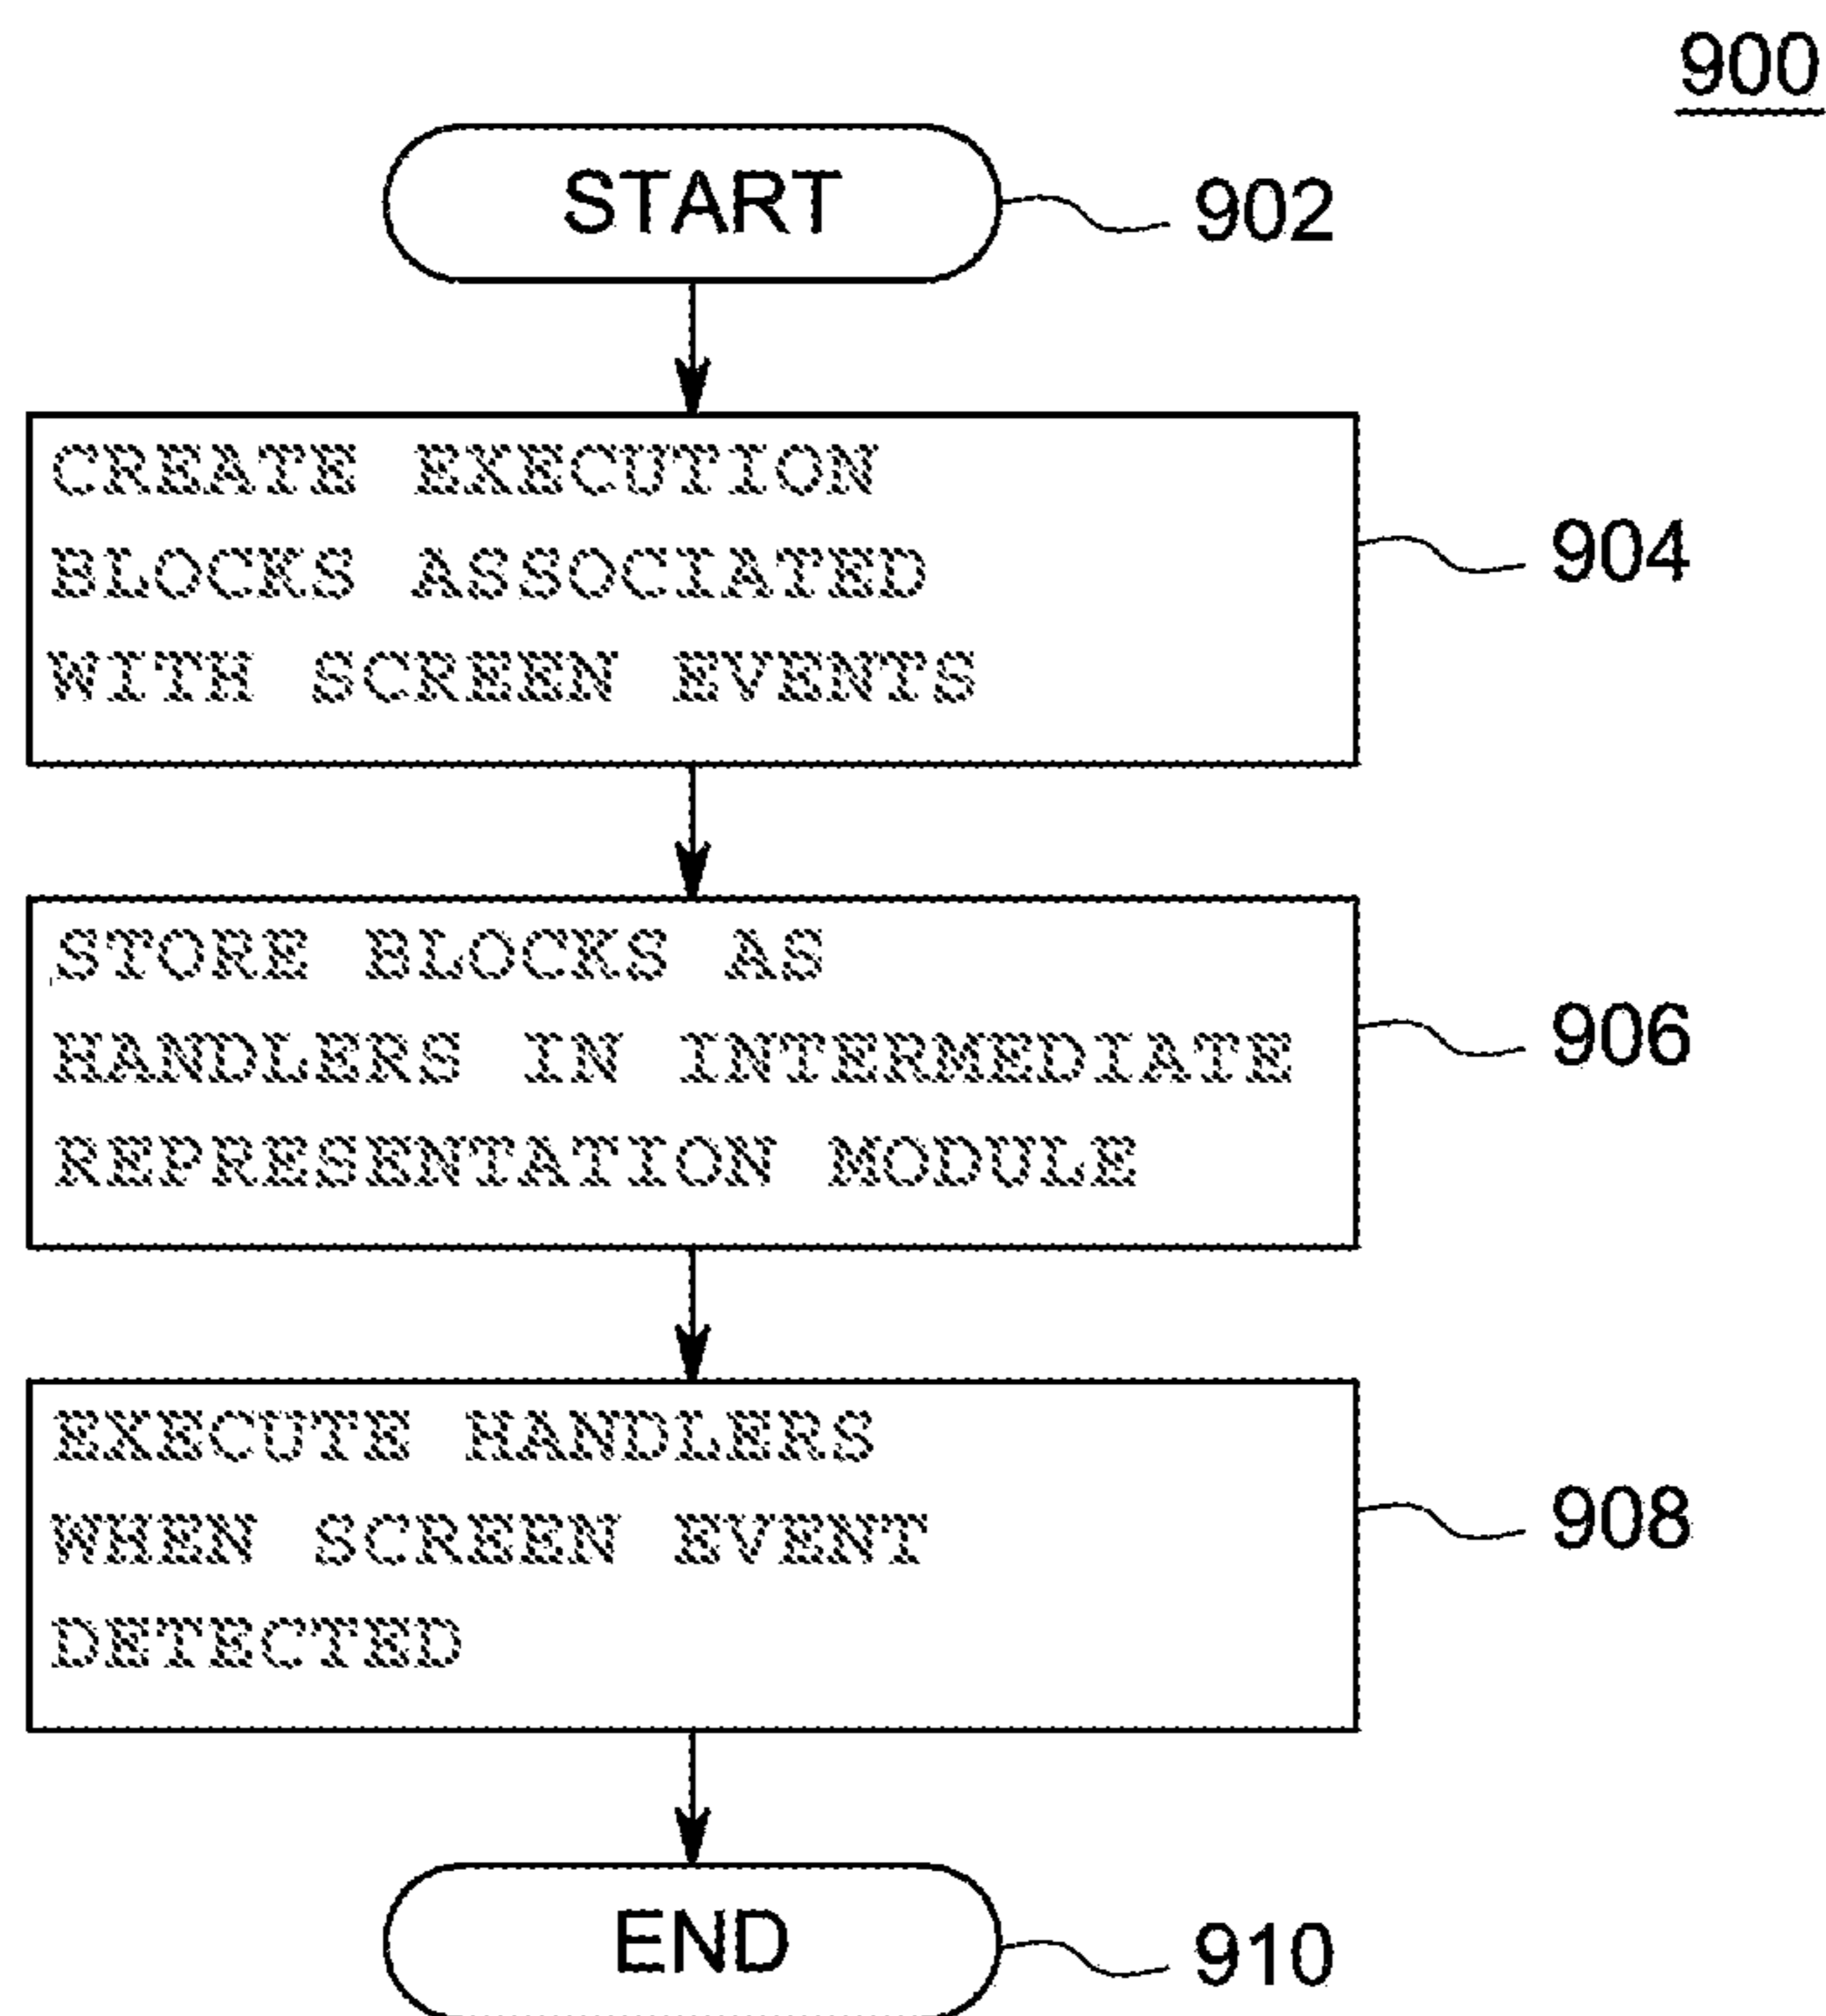 900
START
902
CREATE EXECUTION
BLOCKS ASSOCIATED
WITH SCREEN EVENTS
904
STORE BLOCKS AS
HANDLERS IN INTERMEDIATE
REPRESENTATION MODULE
906
EXECUTE HANDLERS
WHEN SCREEN EVENT
DETECTED
908
END
910